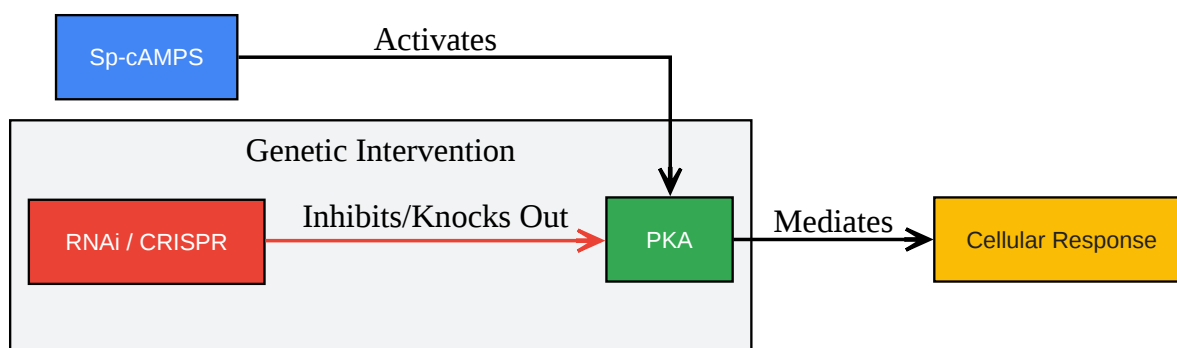 Activates
Sp-cAMPS
Genetic Intervention
Inhibits/Knocks Out
RNAi / CRISPR
PKA
Mediates
Cellular Response